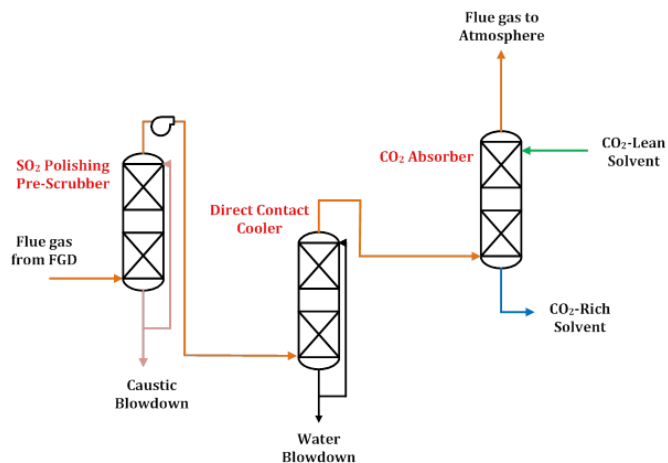 Flue gas to
Atmosphere
SO₂ Polishing
Pre-Scrubber
CO₂ Absorber
CO₂-Lean
Solvent
Direct Contact
Cooler
Flue gas
from FGD
CO₂-Rich
Solvent
Caustic
Blowdown
Water
Blowdown